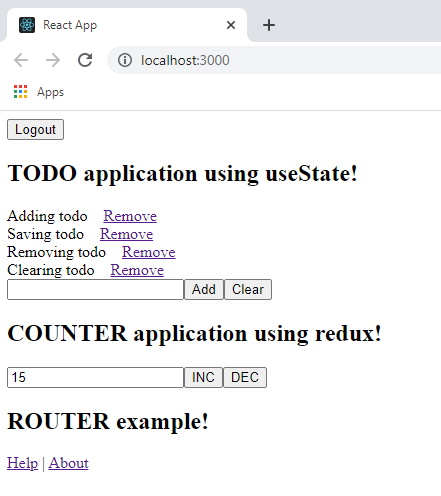 React App
localhost:3000
Apps
Logout
TODO application using useState!
Adding todo Remove
Saving todo Remove
Removing todo Remove
Clearing todo Remove
Add Clear
COUNTER application using redux!
15 INC DEC
ROUTER example!
Help | About